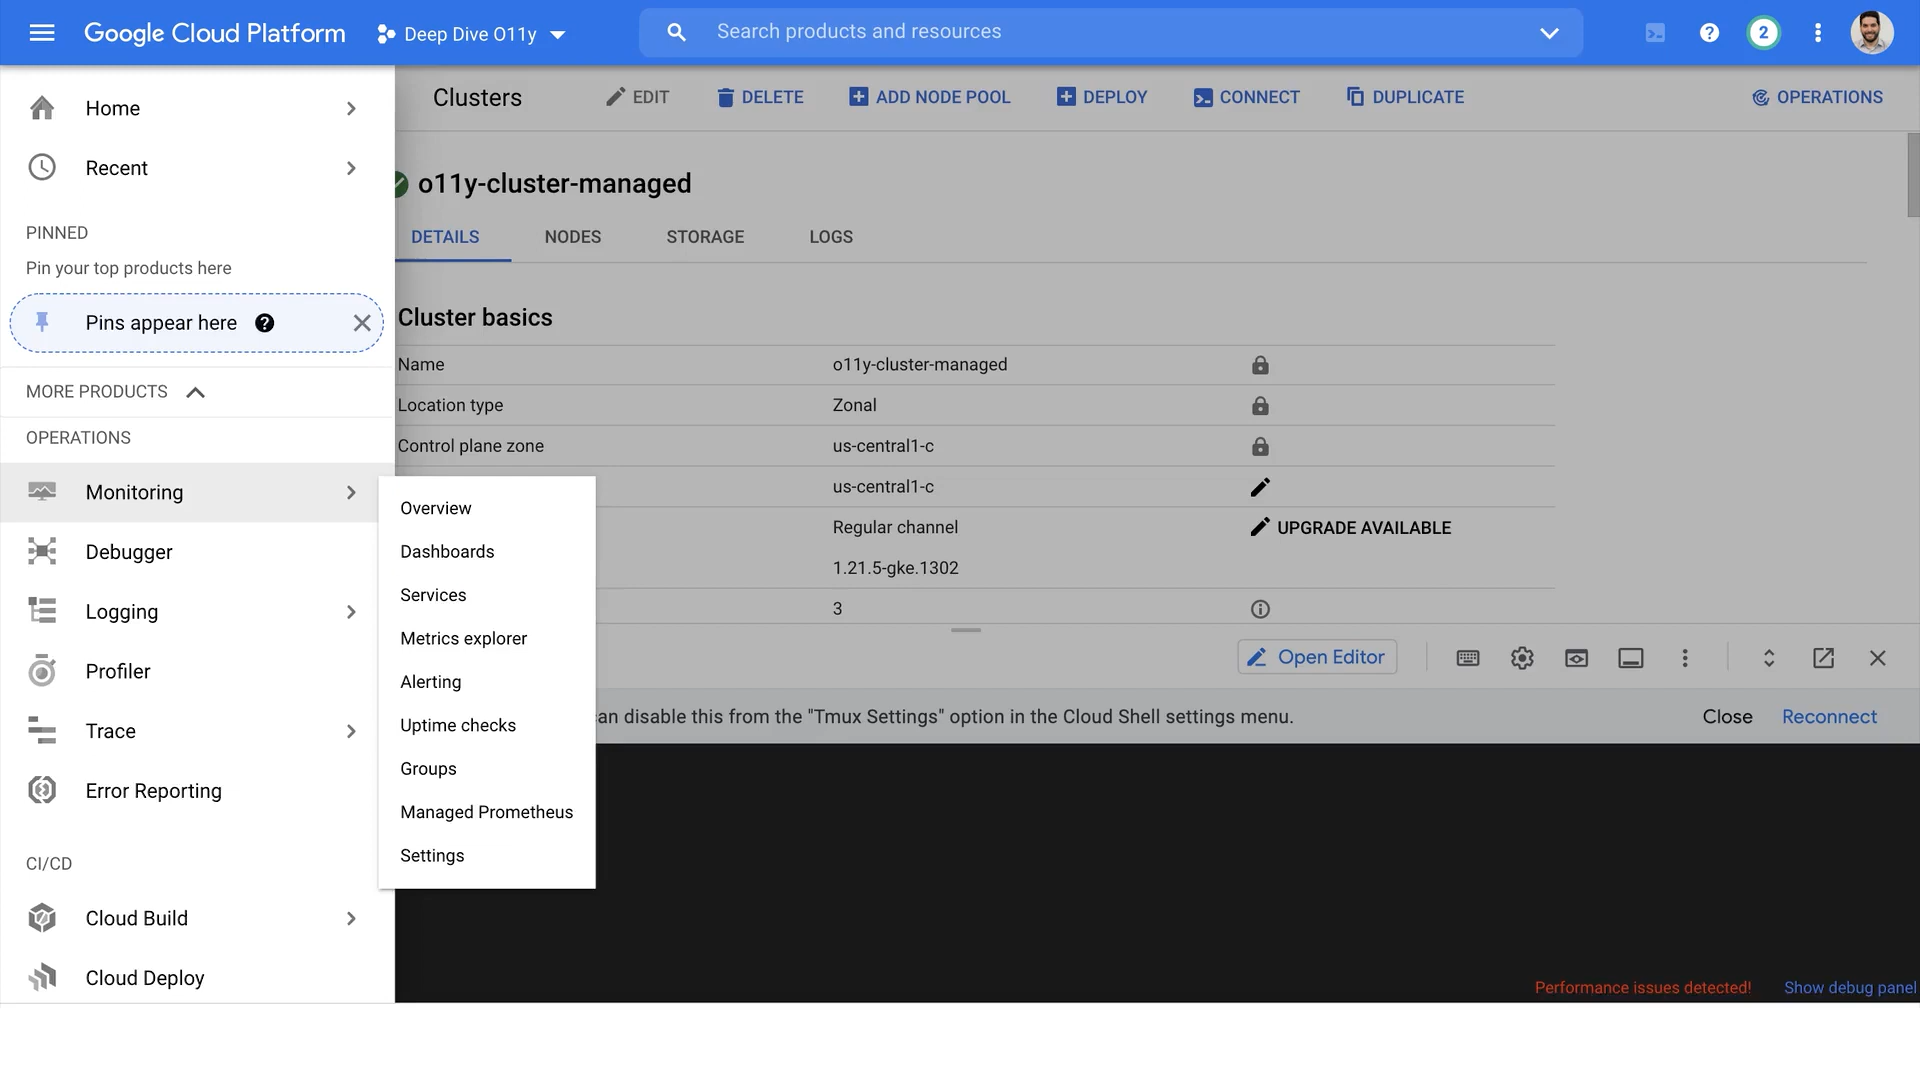 Google Cloud Platform
Deep Dive O11y
Search products and resources
2
Home
Recent
PINNED
Pin your top products here
Pins appear here
MORE PRODUCTS
OPERATIONS
Monitoring
Debugger
Logging
Profiler
Trace
Error Reporting
CI/CD
Cloud Build
Cloud Deploy
Overview
Dashboards
Services
Metrics explorer
Alerting
Uptime checks
Groups
Managed Prometheus
Settings
Clusters
EDIT
DELETE
ADD NODE POOL
DEPLOY
CONNECT
DUPLICATE
OPERATIONS
o11y-cluster-managed
DETAILS
NODES
STORAGE
LOGS
Cluster basics
Name o11y-cluster-managed
Location type Zonal
Control plane zone us-central1-c
us-central1-c
Regular channel UPGRADE AVAILABLE
1.21.5-gke.1302
3
Open Editor
can disable this from the "Tmux Settings" option in the Cloud Shell settings menu.
Close
Reconnect
Performance issues detected!
Show debug panel